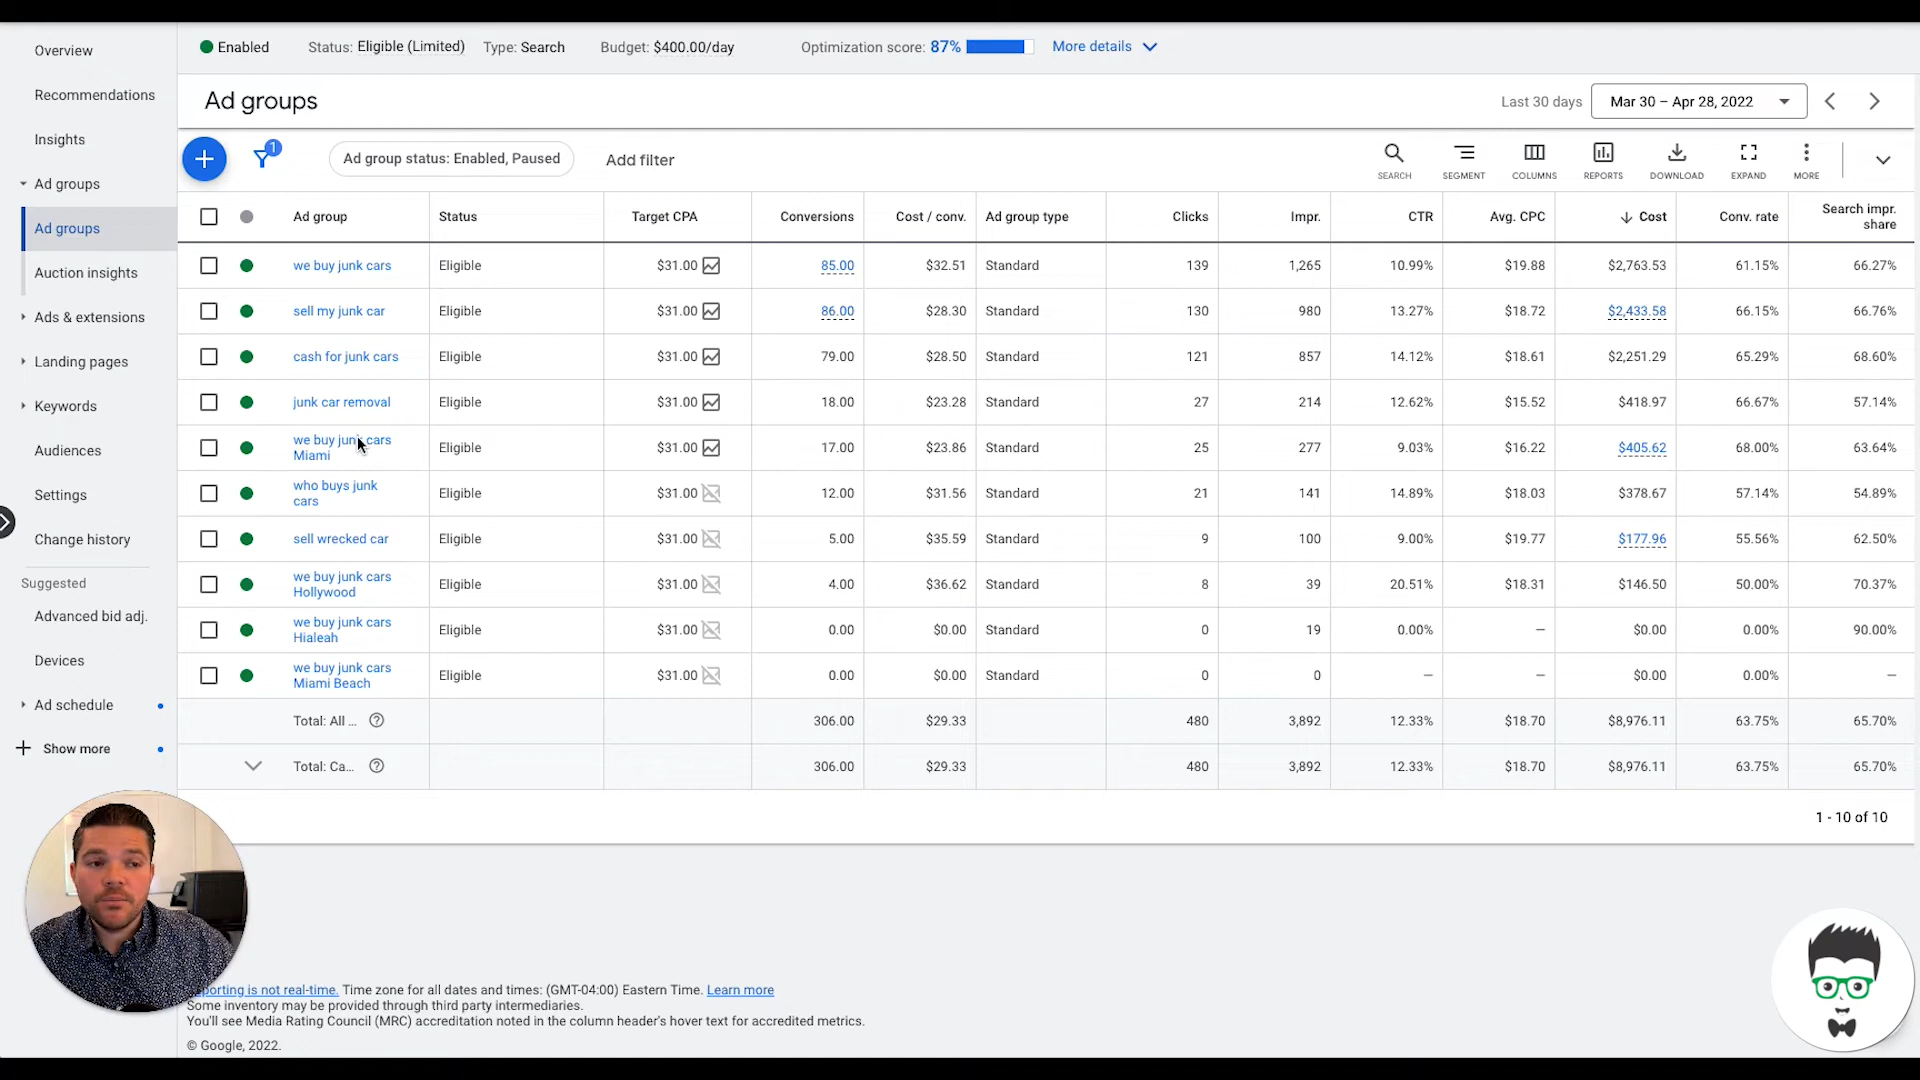 Overview
Recommendations
Insights
Ad groups
Ad groups
Auction insights
Ads & extensions
Landing pages
Keywords
Audiences
Settings
Change history
Suggested
Advanced bid adj.
Devices
Ad schedule
Show more
Enabled Status: Eligible (Limited) Type: Search Budget: $400.00/day Optimization score: 87% More details
Ad groups Last 30 days Mar 30 – Apr 28, 2022
1 Ad group status: Enabled, Paused Add filter SEARCH SEGMENT COLUMNS REPORTS DOWNLOAD EXPAND MORE
Ad group Status Target CPA Conversions Cost / conv. Ad group type Clicks Impr. CTR Avg. CPC Cost Conv. rate Search impr. share
we buy junk cars Eligible $31.00 85.00 $32.51 Standard 139 1,265 10.99% $19.88 $2,763.53 61.15% 66.27%
sell my junk car Eligible $31.00 86.00 $28.30 Standard 130 980 13.27% $18.72 $2,433.58 66.15% 66.76%
cash for junk cars Eligible $31.00 79.00 $28.50 Standard 121 857 14.12% $18.61 $2,251.29 65.29% 68.60%
junk car removal Eligible $31.00 18.00 $23.28 Standard 27 214 12.62% $15.52 $418.97 66.67% 57.14%
we buy junk cars Miami Eligible $31.00 17.00 $23.86 Standard 25 277 9.03% $16.22 $405.62 68.00% 63.64%
who buys junk cars Eligible $31.00 12.00 $31.56 Standard 21 141 14.89% $18.03 $378.67 57.14% 54.89%
sell wrecked car Eligible $31.00 5.00 $35.59 Standard 9 100 9.00% $19.77 $177.96 55.56% 62.50%
we buy junk cars Hollywood Eligible $31.00 4.00 $36.62 Standard 8 39 20.51% $18.31 $146.50 50.00% 70.37%
we buy junk cars Hialeah Eligible $31.00 0.00 $0.00 Standard 0 19 0.00% – $0.00 0.00% 90.00%
we buy junk cars Miami Beach Eligible $31.00 0.00 $0.00 Standard 0 0 – – $0.00 0.00% –
Total: All ... 306.00 $29.33 480 3,892 12.33% $18.70 $8,976.11 63.75% 65.70%
Total: Ca... 306.00 $29.33 480 3,892 12.33% $18.70 $8,976.11 63.75% 65.70%
1 - 10 of 10
porting is not real-time. Time zone for all dates and times: (GMT-04:00) Eastern Time. Learn more
Some inventory may be provided through third party intermediaries.
You'll see Media Rating Council (MRC) accreditation noted in the column header's hover text for accredited metrics.
© Google, 2022.